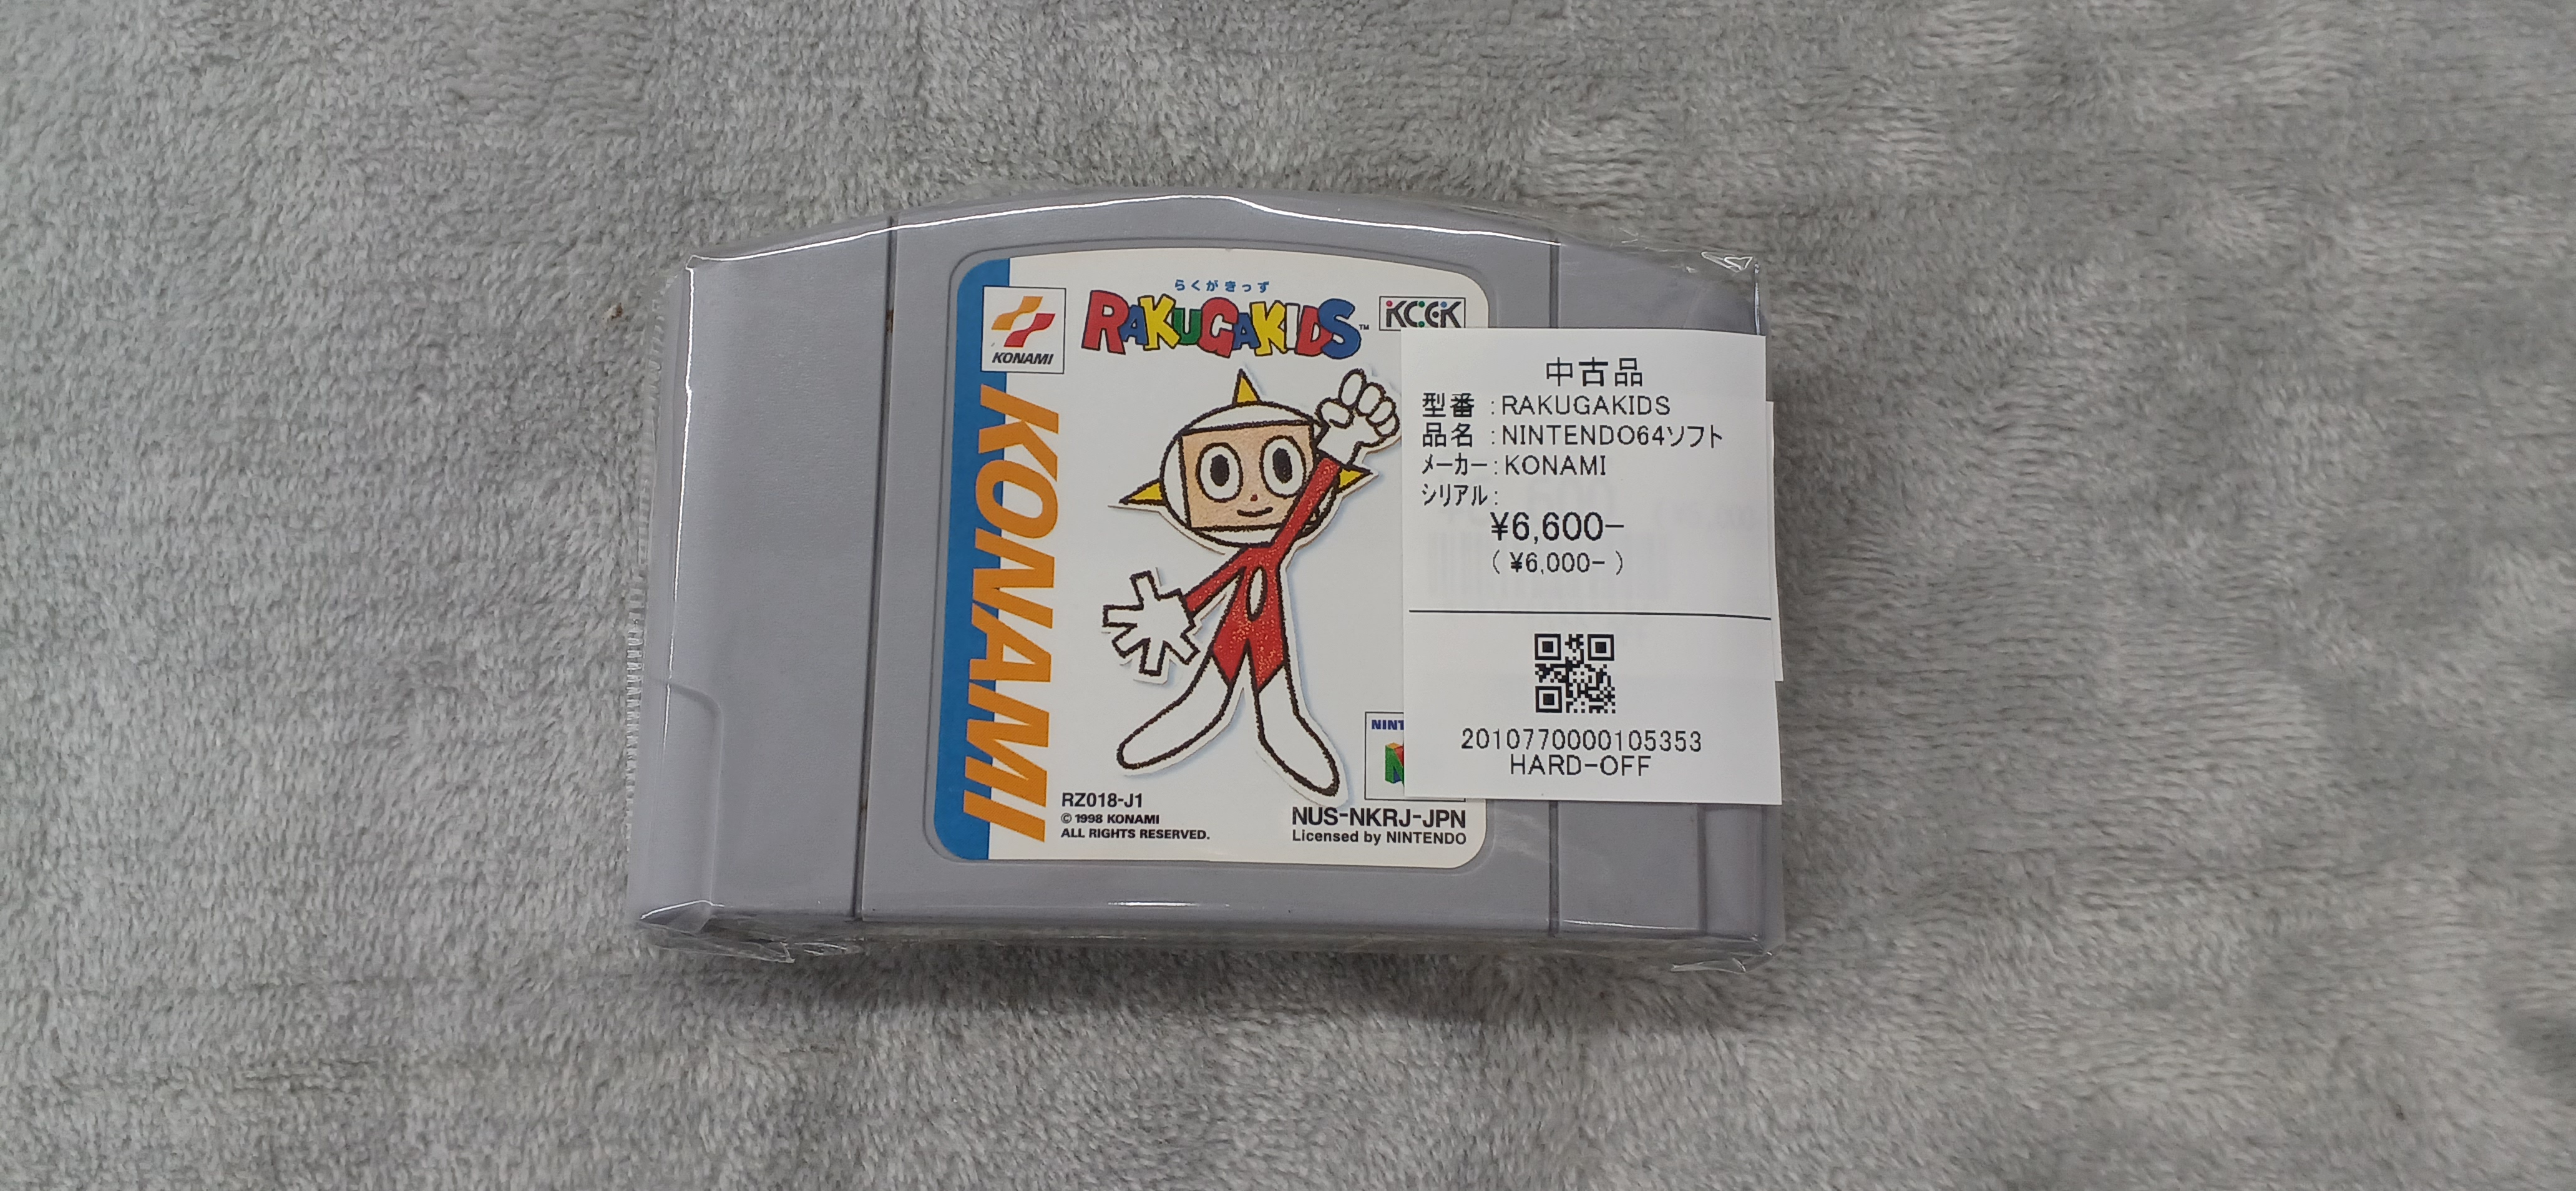 らくがきっず
RAKUGAKIDS™
KCEK
KONAMI
KONAMI
RZ018-J1
© 1998 KONAMI
ALL RIGHTS RESERVED.
NUS-NKRJ-JPN
Licensed by NINTENDO
中古品
型番 :RAKUGAKIDS
品名 :NINTENDO64ソフト
メーカー:KONAMI
シリアル:
¥6,600-
( ¥6,000- )
2010770000105353
HARD-OFF